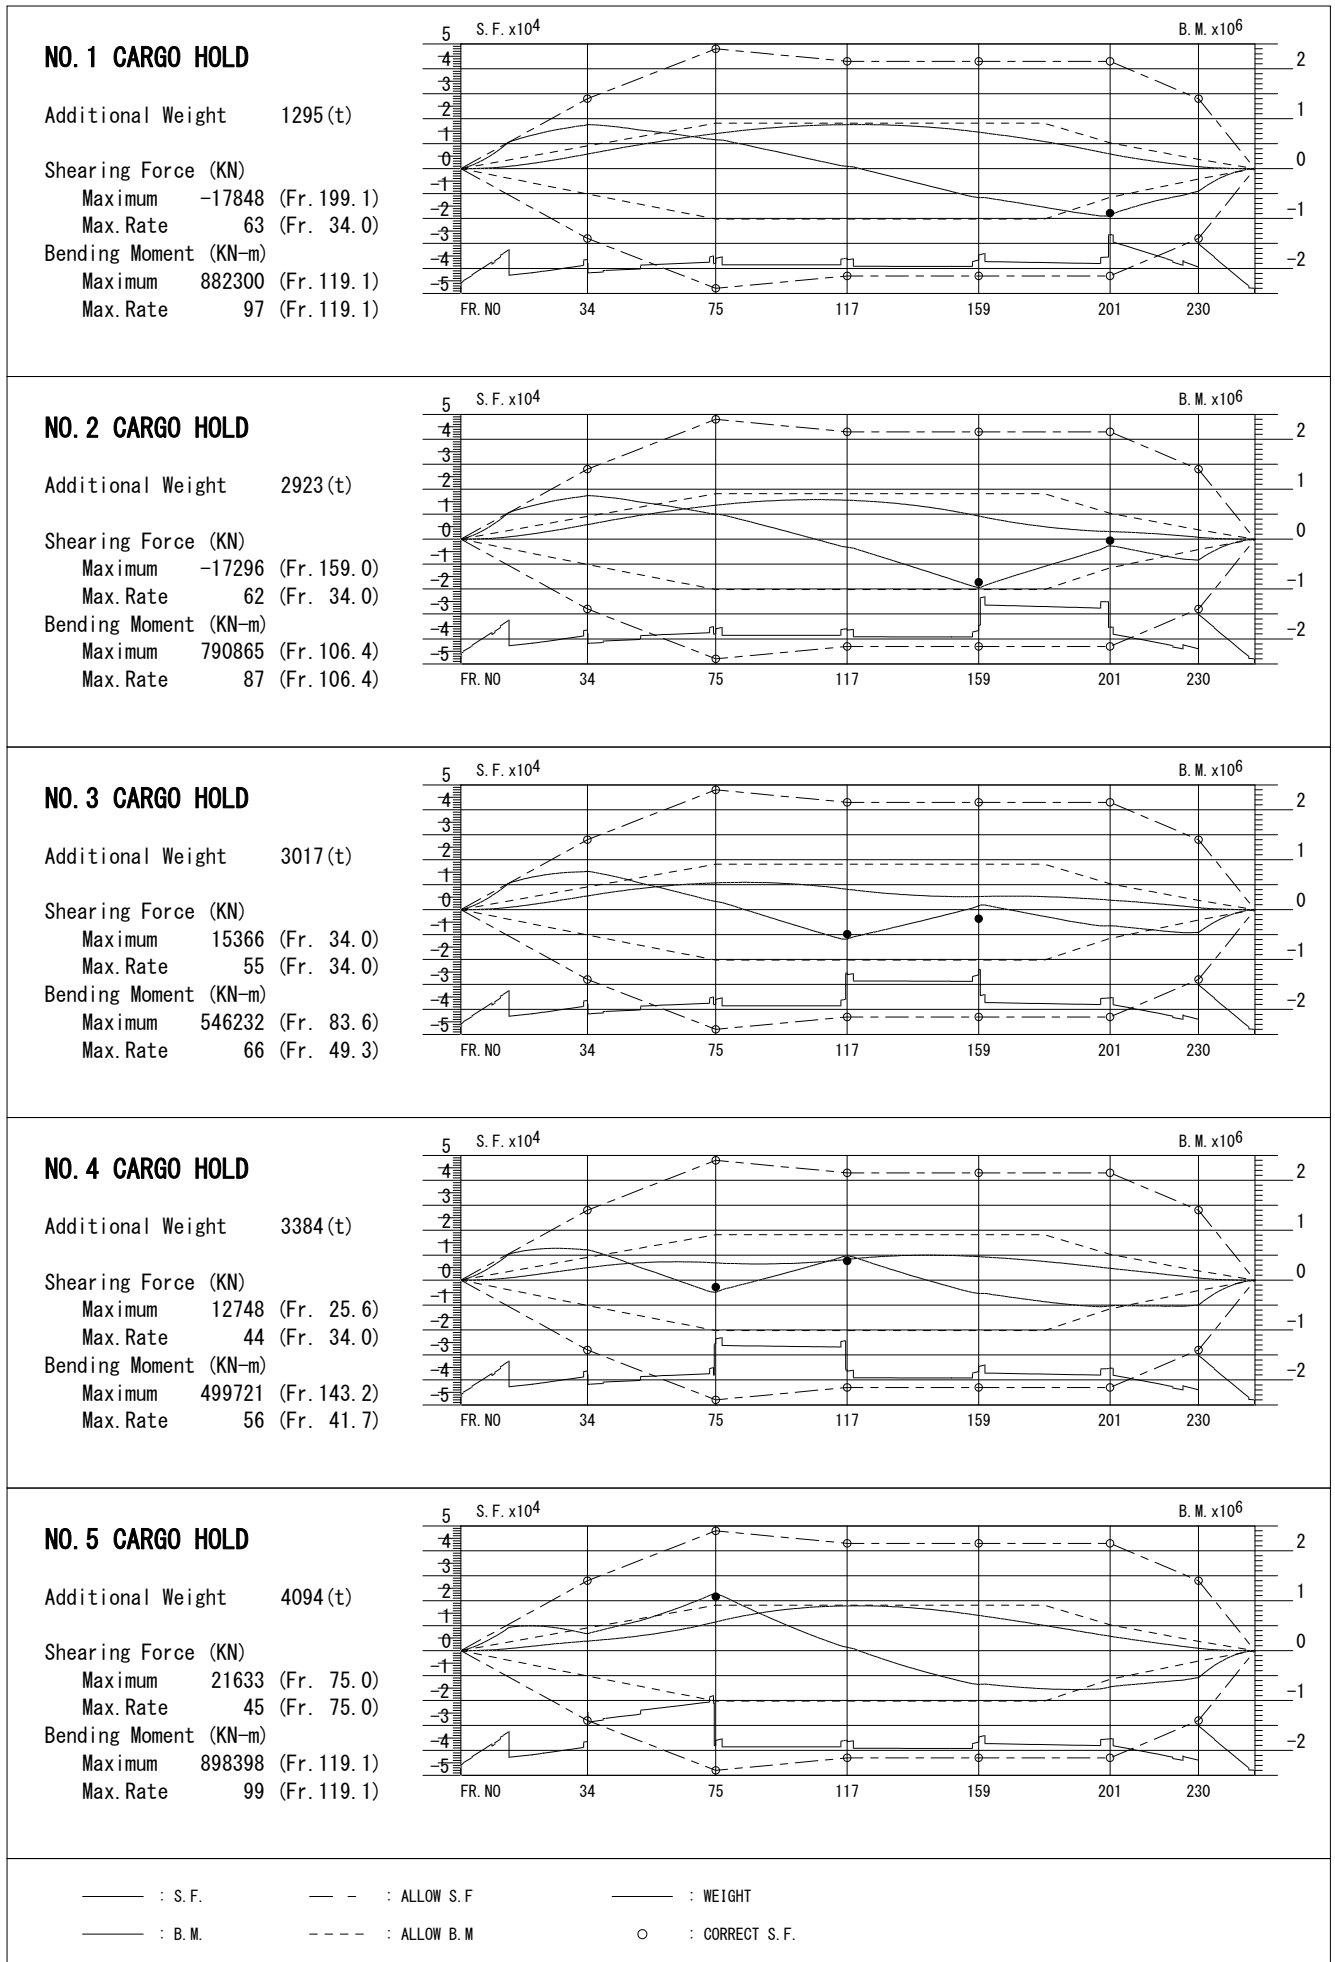 NO. 1 CARGO HOLD
Additional Weight 1295(t)
Shearing Force (KN)
Maximum -17848 (Fr.199.1)
Max.Rate 63 (Fr. 34.0)
Bending Moment (KN-m)
Maximum 882300 (Fr.119.1)
Max.Rate 97 (Fr.119.1)
S.F.x10⁴
B.M.x10⁶
5
4
3
2
1
0
-1
-2
-3
-4
-5
2
1
0
-1
-2
FR.NO 34 75 117 159 201 230
NO. 2 CARGO HOLD
Additional Weight 2923(t)
Shearing Force (KN)
Maximum -17296 (Fr.159.0)
Max.Rate 62 (Fr. 34.0)
Bending Moment (KN-m)
Maximum 790865 (Fr.106.4)
Max.Rate 87 (Fr.106.4)
S.F.x10⁴
B.M.x10⁶
5
4
3
2
1
0
-1
-2
-3
-4
-5
2
1
0
-1
-2
FR.NO 34 75 117 159 201 230
NO. 3 CARGO HOLD
Additional Weight 3017(t)
Shearing Force (KN)
Maximum 15366 (Fr. 34.0)
Max.Rate 55 (Fr. 34.0)
Bending Moment (KN-m)
Maximum 546232 (Fr. 83.6)
Max.Rate 66 (Fr. 49.3)
S.F.x10⁴
B.M.x10⁶
5
4
3
2
1
0
-1
-2
-3
-4
-5
2
1
0
-1
-2
FR.NO 34 75 117 159 201 230
NO. 4 CARGO HOLD
Additional Weight 3384(t)
Shearing Force (KN)
Maximum 12748 (Fr. 25.6)
Max.Rate 44 (Fr. 34.0)
Bending Moment (KN-m)
Maximum 499721 (Fr.143.2)
Max.Rate 56 (Fr. 41.7)
S.F.x10⁴
B.M.x10⁶
5
4
3
2
1
0
-1
-2
-3
-4
-5
2
1
0
-1
-2
FR.NO 34 75 117 159 201 230
NO. 5 CARGO HOLD
Additional Weight 4094(t)
Shearing Force (KN)
Maximum 21633 (Fr. 75.0)
Max.Rate 45 (Fr. 75.0)
Bending Moment (KN-m)
Maximum 898398 (Fr.119.1)
Max.Rate 99 (Fr.119.1)
S.F.x10⁴
B.M.x10⁶
5
4
3
2
1
0
-1
-2
-3
-4
-5
2
1
0
-1
-2
FR.NO 34 75 117 159 201 230
: S.F. : ALLOW S.F : WEIGHT
: B.M. : ALLOW B.M : CORRECT S.F.